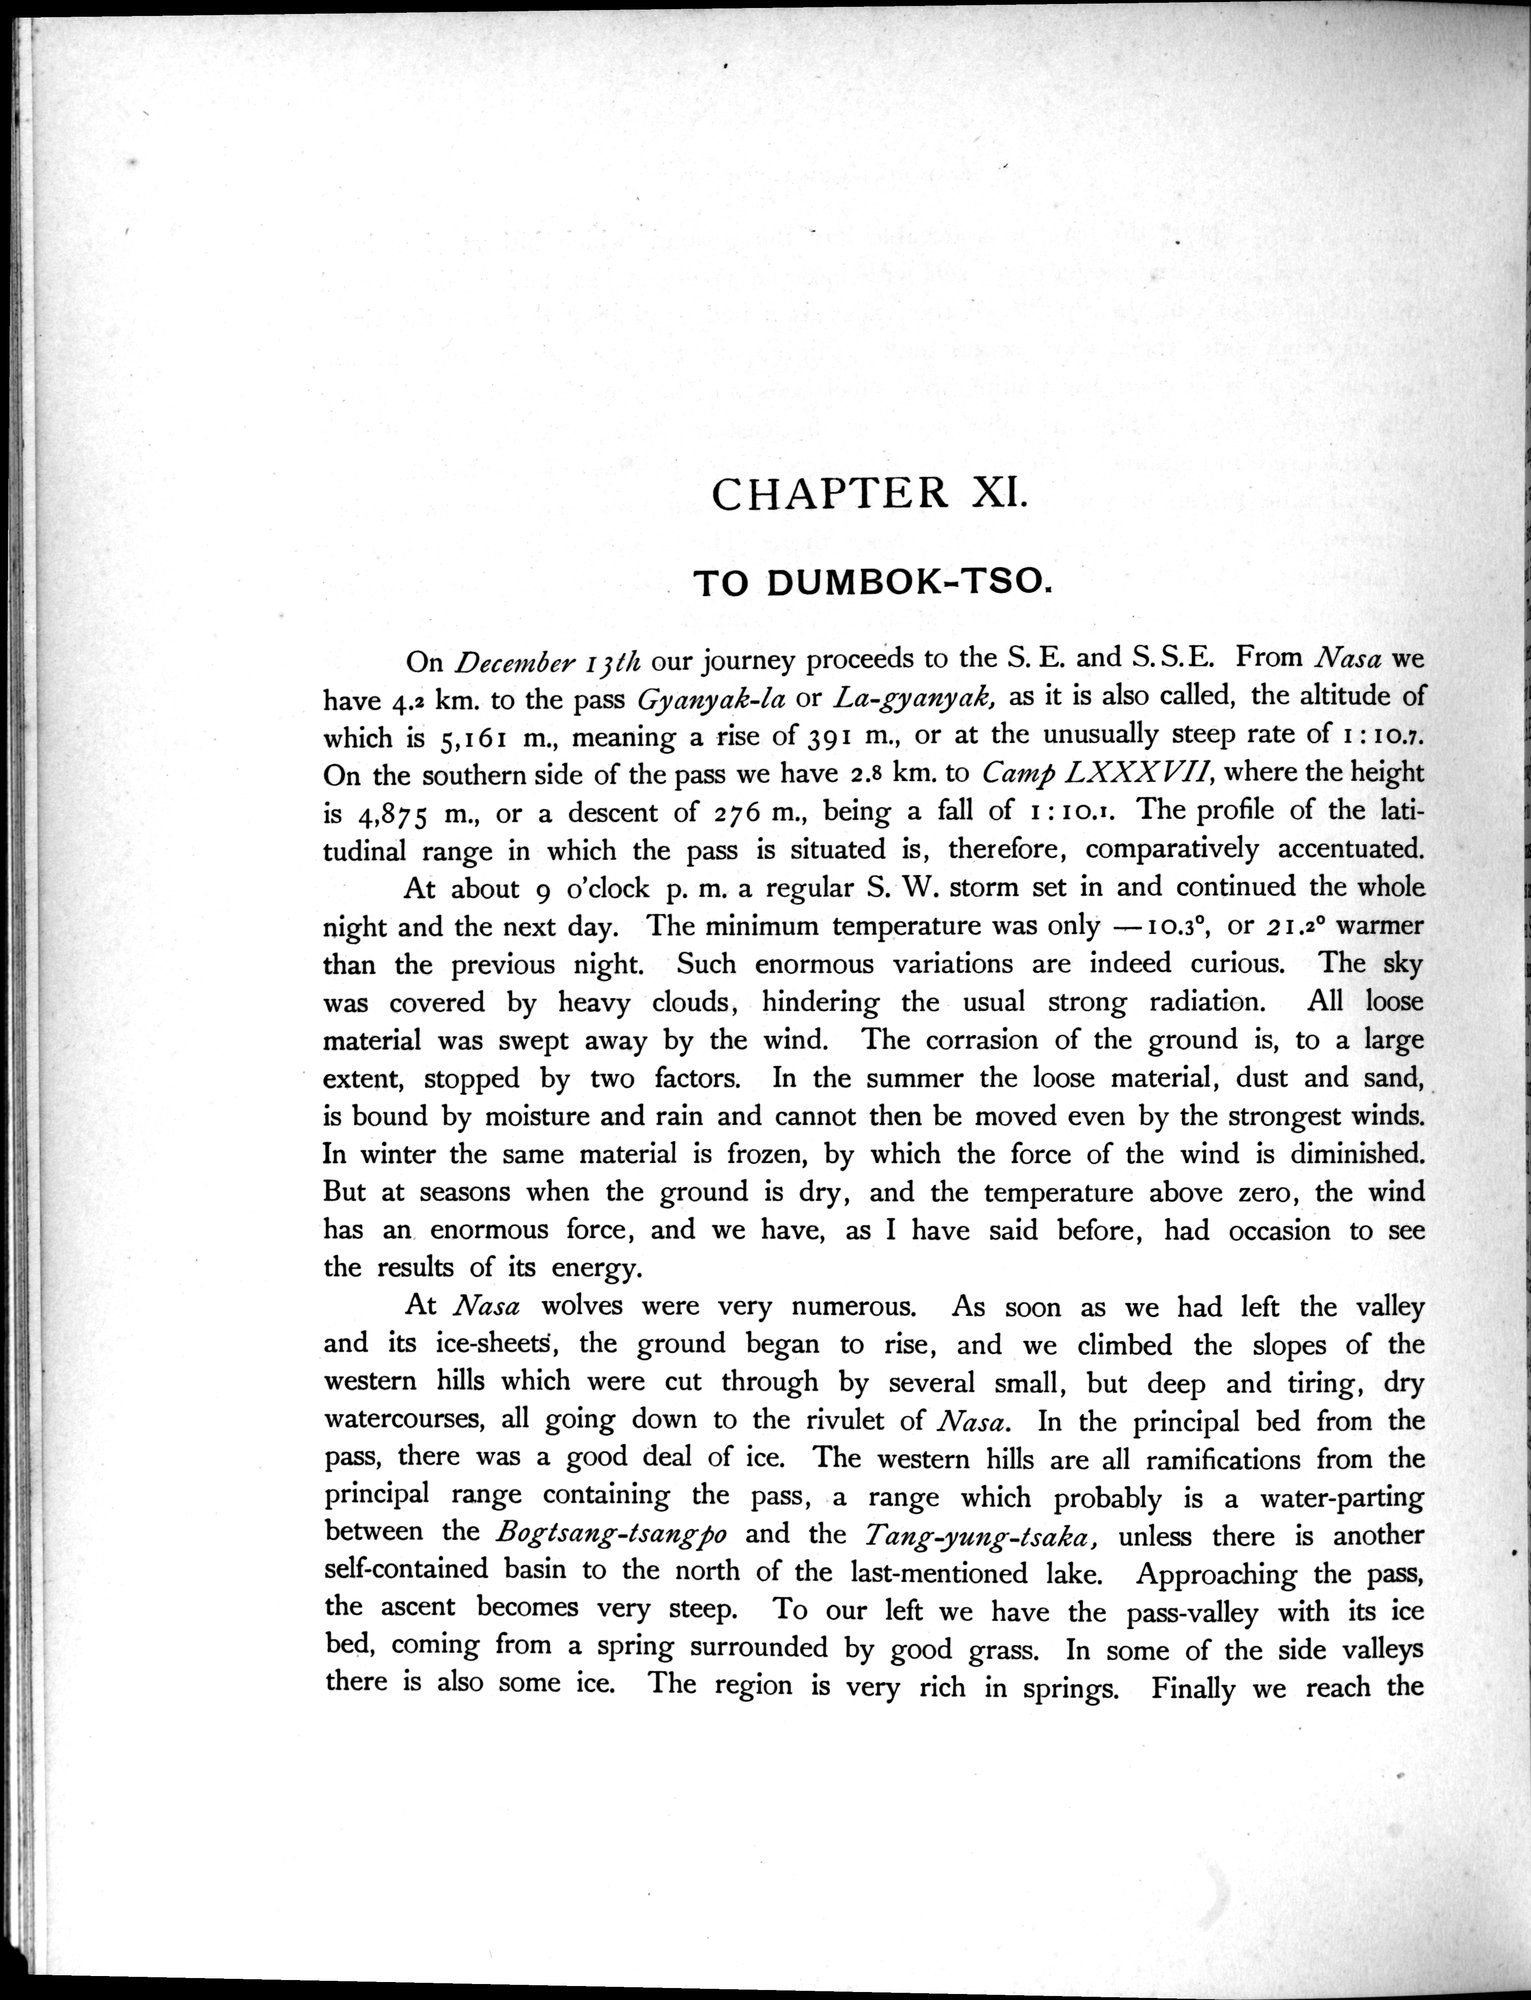 CHAPTER XI.
TO DUMBOK-TSO.
On December 13th our journey proceeds to the S. E. and S. S. E. From Nasa we
have 4.2 km. to the pass Gyanyak-la or La-gyanyak, as it is also called, the altitude of
which is 5,161 m., meaning a rise of 391 m., or at the unusually steep rate of 1 : 10.7.
On the southern side of the pass we have 2.8 km. to Camp LXXXVII, where the height
is 4,875 m., or a descent of 276 m., being a fall of 1 : 10.1. The profile of the lati-
tudinal range in which the pass is situated is, therefore, comparatively accentuated.
At about 9 o'clock p. m. a regular S. W. storm set in and continued the whole
night and the next day. The minimum temperature was only —10.3°, or 21.2° warmer
than the previous night. Such enormous variations are indeed curious. The sky
was covered by heavy clouds, hindering the usual strong radiation. All loose
material was swept away by the wind. The corrasion of the ground is, to a large
extent, stopped by two factors. In the summer the loose material, dust and sand,
is bound by moisture and rain and cannot then be moved even by the strongest winds.
In winter the same material is frozen, by which the force of the wind is diminished.
But at seasons when the ground is dry, and the temperature above zero, the wind
has an enormous force, and we have, as I have said before, had occasion to see
the results of its energy.
At Nasa wolves were very numerous. As soon as we had left the valley
and its ice-sheets, the ground began to rise, and we climbed the slopes of the
western hills which were cut through by several small, but deep and tiring, dry
watercourses, all going down to the rivulet of Nasa. In the principal bed from the
pass, there was a good deal of ice. The western hills are all ramifications from the
principal range containing the pass, a range which probably is a water-parting
between the Bogtsang-tsangpo and the Tang-yung-tsaka, unless there is another
self-contained basin to the north of the last-mentioned lake. Approaching the pass,
the ascent becomes very steep. To our left we have the pass-valley with its ice
bed, coming from a spring surrounded by good grass. In some of the side valleys
there is also some ice. The region is very rich in springs. Finally we reach the